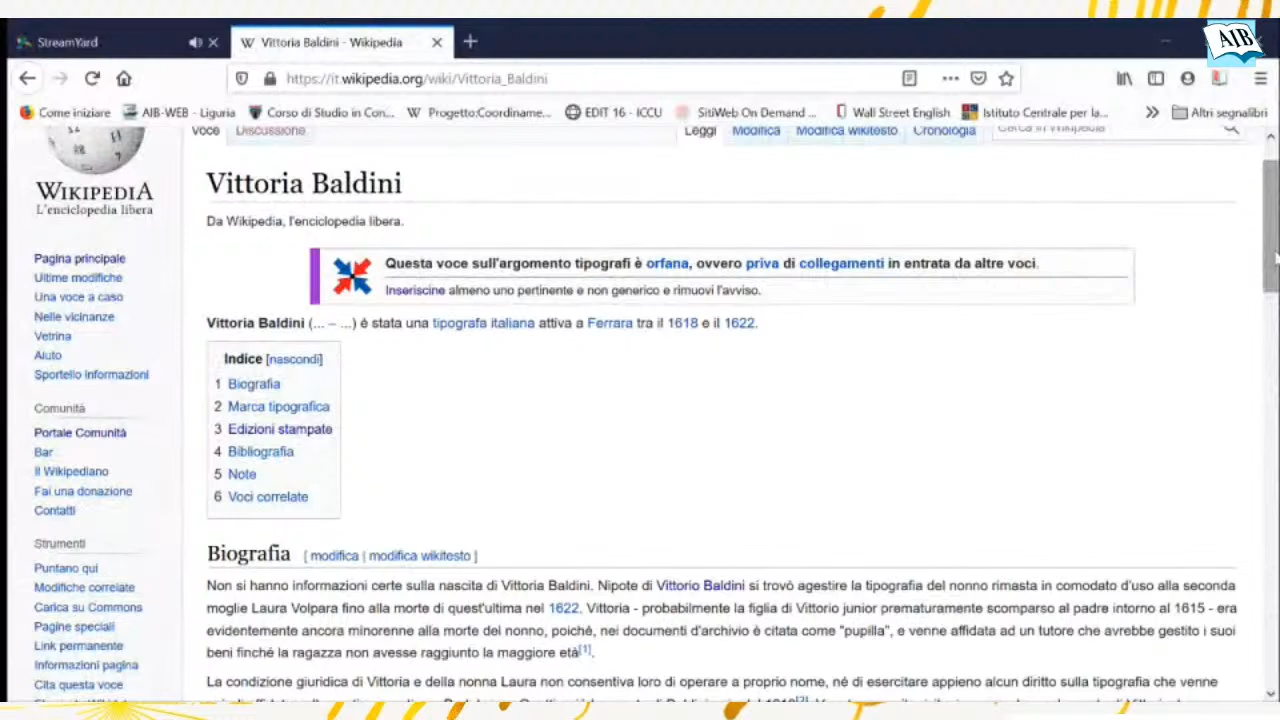 StreamYard
Vittoria Baldini - Wikipedia
AIB
https://it.wikipedia.org/wiki/Vittoria_Baldini
Come iniziare AIB-WEB - Liguria Corso di Studio in Con... Progetto:Coordiname... EDIT 16 - ICCU SitiWeb On Demand ... Wall Street English Istituto Centrale per la... Altri segnalibri
Voce Discussione Leggi Modifica Modifica wikitesto Cronologia Cerca in Wikipedia
WIKIPEDIA
L'enciclopedia libera
Pagina principale
Ultime modifiche
Una voce a caso
Nelle vicinanze
Vetrina
Aiuto
Sportello informazioni
Comunità
Portale Comunità
Bar
Il Wikipediano
Fai una donazione
Contatti
Strumenti
Puntano qui
Modifiche correlate
Carica su Commons
Pagine speciali
Link permanente
Informazioni pagina
Cita questa voce
Vittoria Baldini
Da Wikipedia, l'enciclopedia libera.
Questa voce sull'argomento tipografi è orfana, ovvero priva di collegamenti in entrata da altre voci.
Inseriscine almeno uno pertinente e non generico e rimuovi l'avviso.
Vittoria Baldini (... – ...) è stata una tipografa italiana attiva a Ferrara tra il 1618 e il 1622.
Indice [nascondi]
1 Biografia
2 Marca tipografica
3 Edizioni stampate
4 Bibliografia
5 Note
6 Voci correlate
Biografia [ modifica | modifica wikitesto ]
Non si hanno informazioni certe sulla nascita di Vittoria Baldini. Nipote di Vittorio Baldini si trovò agestire la tipografia del nonno rimasta in comodato d'uso alla seconda
moglie Laura Volpara fino alla morte di quest'ultima nel 1622. Vittoria - probabilmente la figlia di Vittorio junior prematuramente scomparso al padre intorno al 1615 - era
evidentemente ancora minorenne alla morte del nonno, poiché, nei documenti d'archivio è citata come "pupilla", e venne affidata ad un tutore che avrebbe gestito i suoi
beni finché la ragazza non avesse raggiunto la maggiore età[1].
La condizione giuridica di Vittoria e della nonna Laura non consentiva loro di operare a proprio nome, né di esercitare appieno alcun diritto sulla tipografia che venne